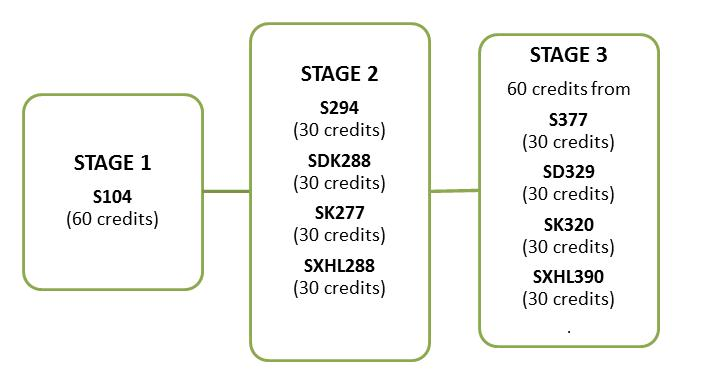 STAGE 1
S104
(60 credits)
STAGE 2
S294
(30 credits)
SDK288
(30 credits)
SK277
(30 credits)
SXHL288
(30 credits)
STAGE 3
60 credits from
S377
(30 credits)
SD329
(30 credits)
SK320
(30 credits)
SXHL390
(30 credits)
.